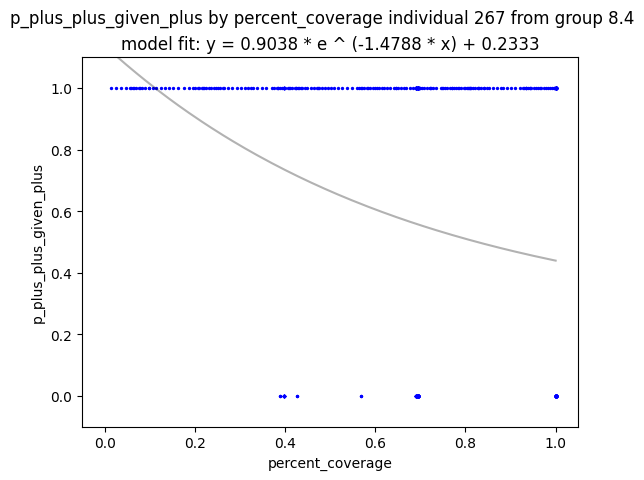 p_plus_plus_given_plus by percent_coverage individual 267 from group 8.4
model fit: y = 0.9038 * e ^ (-1.4788 * x) + 0.2333
1.0
0.8
0.6
0.4
0.2
0.0
p_plus_plus_given_plus
0.0 0.2 0.4 0.6 0.8 1.0
percent_coverage